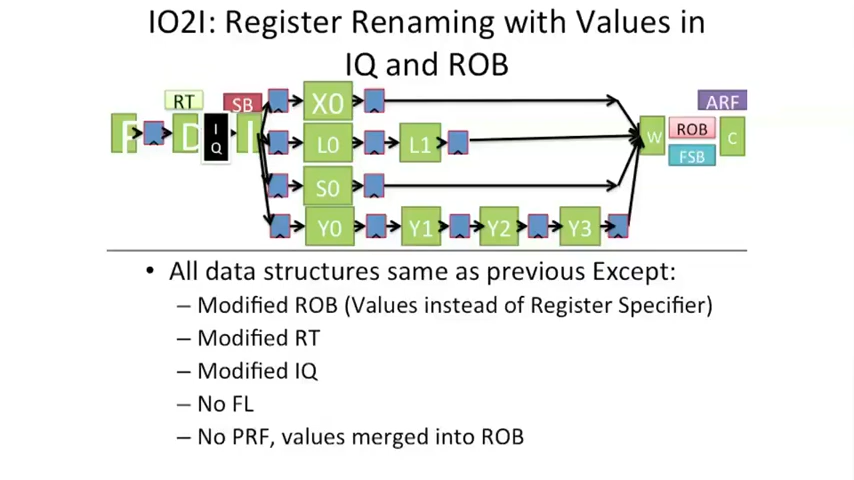 IO2I: Register Renaming with Values in
IQ and ROB
RT
SB
ARF
X0
F
D
I
Q
I
L0
L1
W
ROB
FSB
C
S0
Y0
Y1
Y2
Y3
• All data structures same as previous Except:
– Modified ROB (Values instead of Register Specifier)
– Modified RT
– Modified IQ
– No FL
– No PRF, values merged into ROB